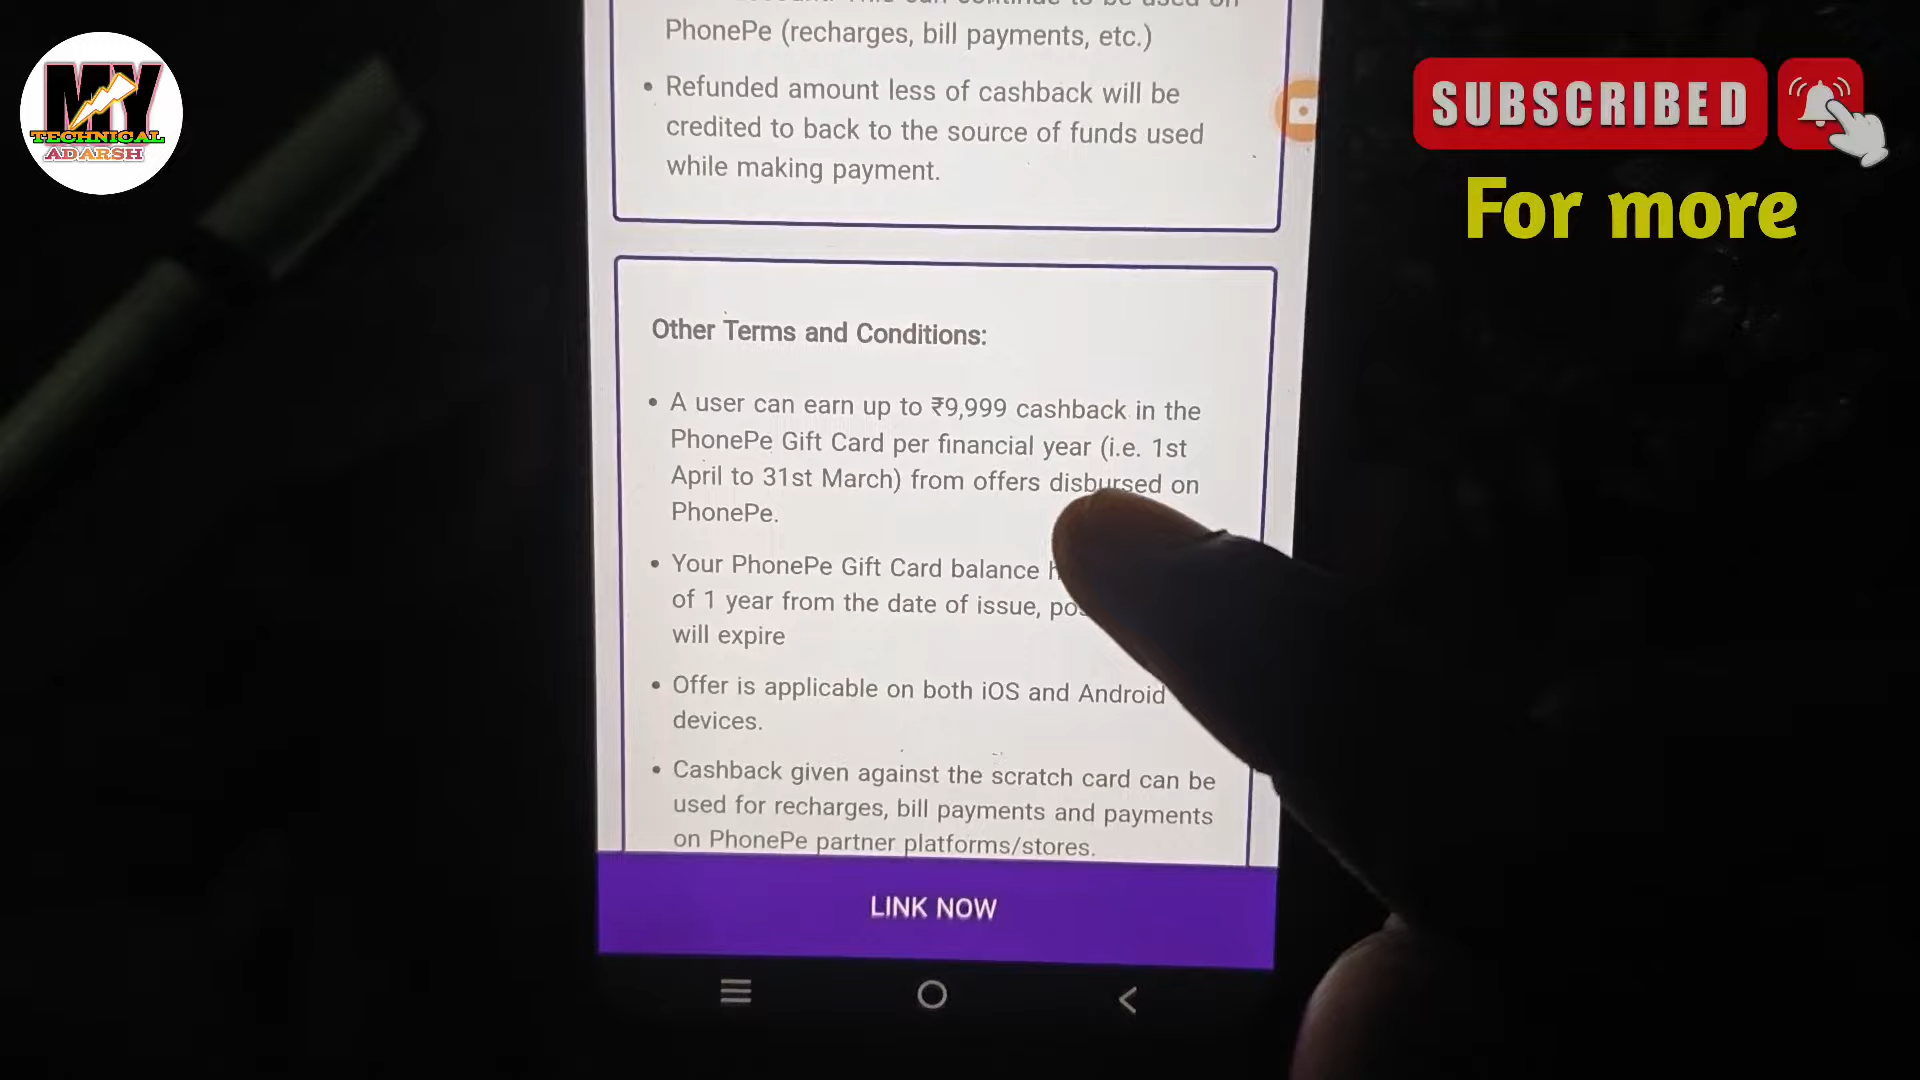 MY
TECHNICAL
ADARSH
SUBSCRIBED
For more
PhonePe (recharges, bill payments, etc.)
• Refunded amount less of cashback will be
credited to back to the source of funds used
while making payment.
Other Terms and Conditions:
• A user can earn up to ₹9,999 cashback in the
PhonePe Gift Card per financial year (i.e. 1st
April to 31st March) from offers disbursed on
PhonePe.
• Your PhonePe Gift Card balance
of 1 year from the date of issue,
will expire
• Offer is applicable on both iOS and Android
devices.
• Cashback given against the scratch card can be
used for recharges, bill payments and payments
on PhonePe partner platforms/stores.
LINK NOW